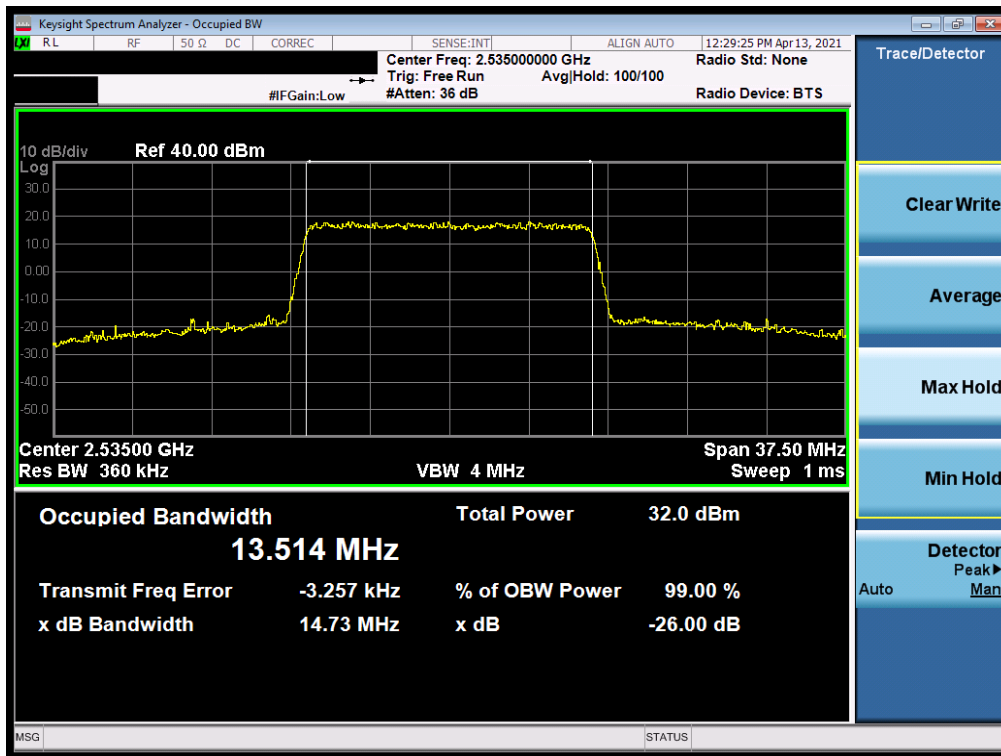 Keysight Spectrum Analyzer - Occupied BW
LXI RL RF 50 Ω DC CORREC SENSE:INT ALIGN AUTO 12:29:25 PM Apr 13, 2021
Center Freq: 2.535000000 GHz Radio Std: None
Trig: Free Run Avg|Hold: 100/100
#IFGain:Low #Atten: 36 dB Radio Device: BTS
Trace/Detector
10 dB/div Ref 40.00 dBm
Log
30.0
20.0
10.0
0.00
-10.0
-20.0
-30.0
-40.0
-50.0
Center 2.53500 GHz Span 37.50 MHz
Res BW 360 kHz VBW 4 MHz Sweep 1 ms
Occupied Bandwidth Total Power 32.0 dBm
13.514 MHz
Transmit Freq Error -3.257 kHz % of OBW Power 99.00 %
x dB Bandwidth 14.73 MHz x dB -26.00 dB
Clear Write
Average
Max Hold
Min Hold
Detector
Peak
Auto Man
MSG STATUS